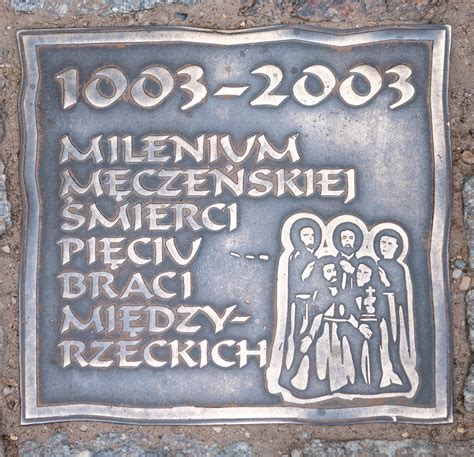 1003-2003
MILENIUM
MĘCZEŃSKIEJ
ŚMIERCI
PIĘCIU
BRACI
MIĘDZY-
RZECKICH